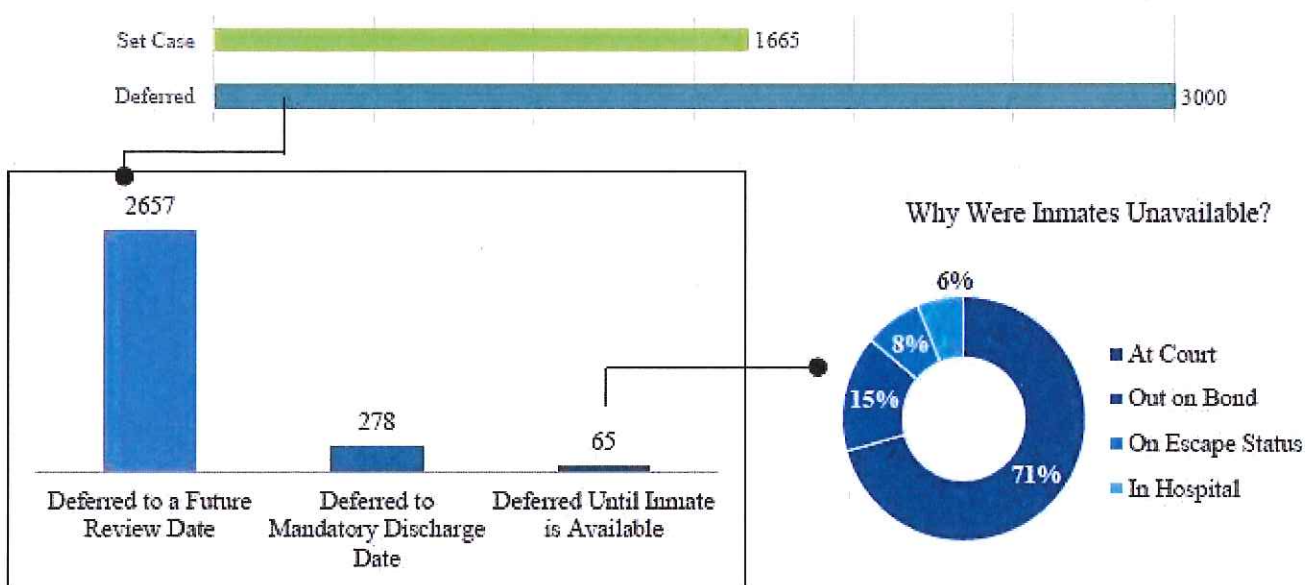 Set Case
1665
Deferred
3000
2657
278
65
Deferred to a Future
Review Date
Deferred to
Mandatory Discharge
Date
Deferred Until Inmate
is Available
Why Were Inmates Unavailable?
6%
8%
15%
71%
At Court
Out on Bond
On Escape Status
In Hospital